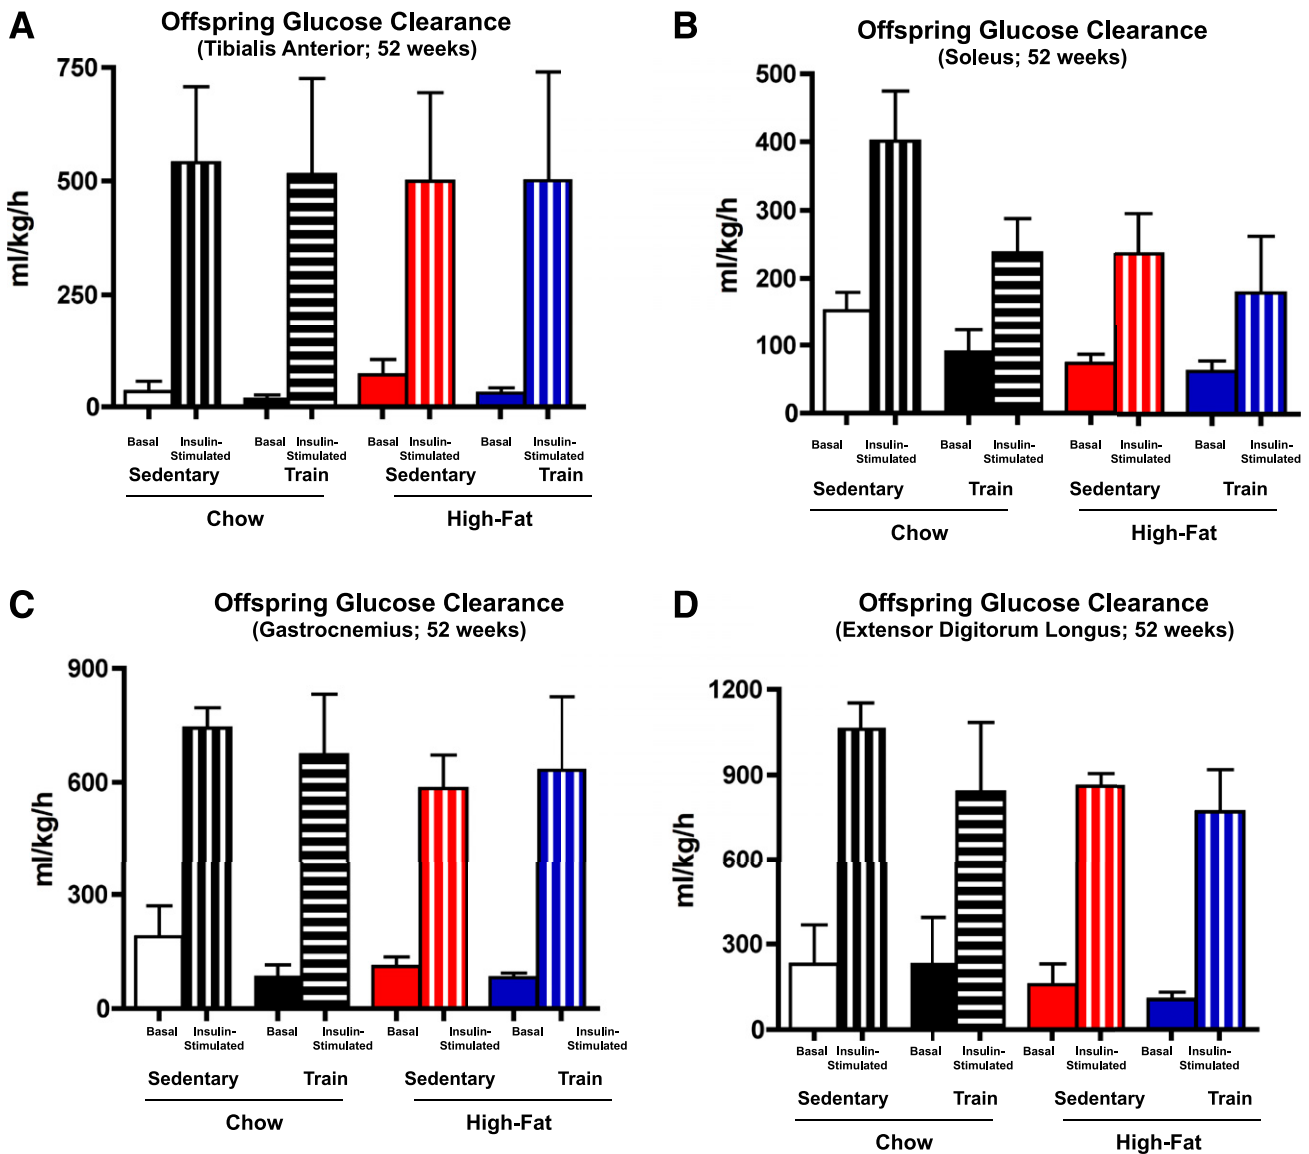 A
Offspring Glucose Clearance
(Tibialis Anterior; 52 weeks)
ml/kg/h
750
500
250
0
Basal Insulin- Basal Insulin- Basal Insulin- Basal Insulin-
Stimulated Stimulated Stimulated Stimulated
Sedentary Train Sedentary Train
Chow High-Fat
B
Offspring Glucose Clearance
(Soleus; 52 weeks)
ml/kg/h
500
400
300
200
100
0
Basal Insulin- Basal Insulin- Basal Insulin- Basal Insulin-
Stimulated Stimulated Stimulated Stimulated
Sedentary Train Sedentary Train
Chow High-Fat
C
Offspring Glucose Clearance
(Gastrocnemius; 52 weeks)
ml/kg/h
900
600
300
0
Basal Insulin- Basal Insulin- Basal Insulin- Basal Insulin-
Stimulated Stimulated Stimulated Stimulated
Sedentary Train Sedentary Train
Chow High-Fat
D
Offspring Glucose Clearance
(Extensor Digitorum Longus; 52 weeks)
ml/kg/h
1200
900
600
300
0
Basal Insulin- Basal Insulin- Basal Insulin- Basal Insulin-
Stimulated Stimulated Stimulated Stimulated
Sedentary Train Sedentary Train
Chow High-Fat